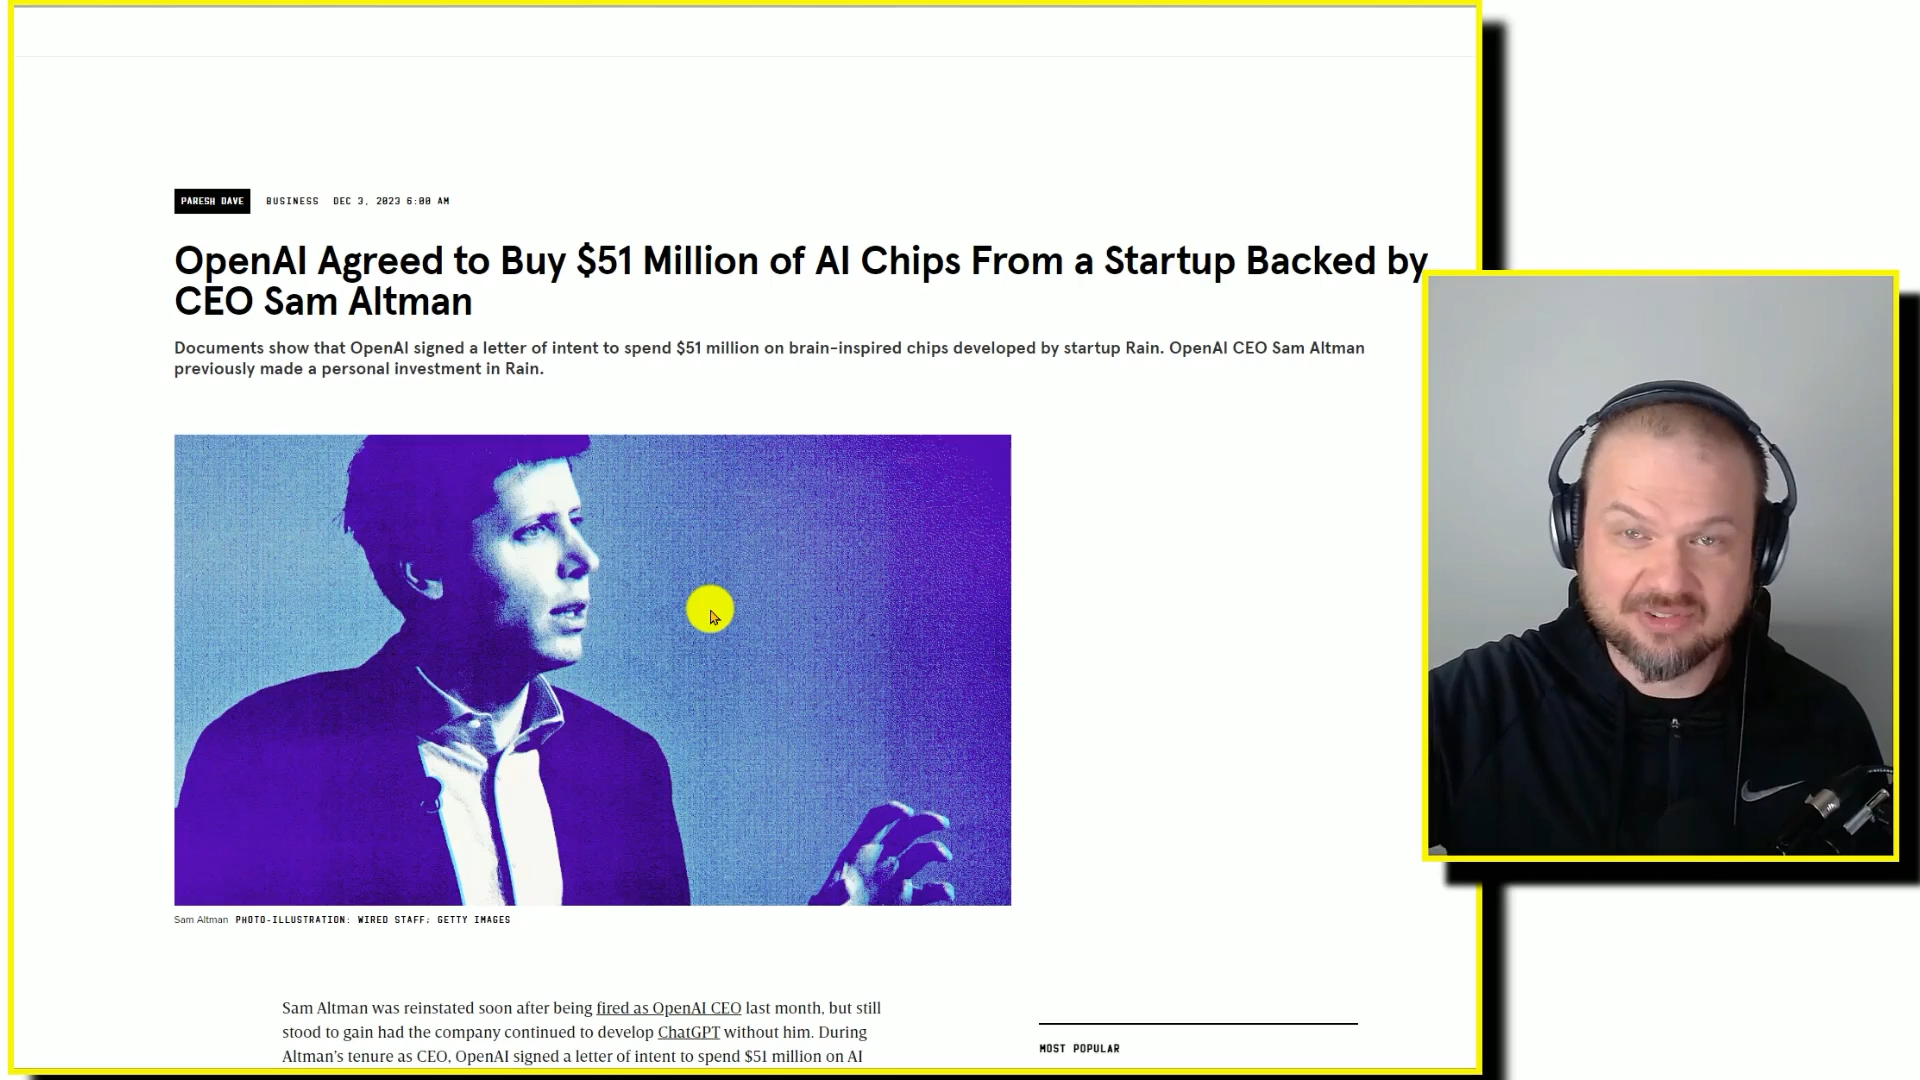 PARESH DAVE BUSINESS DEC 3, 2023 6:00 AM
OpenAI Agreed to Buy $51 Million of AI Chips From a Startup Backed by
CEO Sam Altman
Documents show that OpenAI signed a letter of intent to spend $51 million on brain-inspired chips developed by startup Rain. OpenAI CEO Sam Altman
previously made a personal investment in Rain.
Sam Altman PHOTO-ILLUSTRATION: WIRED STAFF; GETTY IMAGES
Sam Altman was reinstated soon after being fired as OpenAI CEO last month, but still
stood to gain had the company continued to develop ChatGPT without him. During
Altman's tenure as CEO, OpenAI signed a letter of intent to spend $51 million on AI
MOST POPULAR